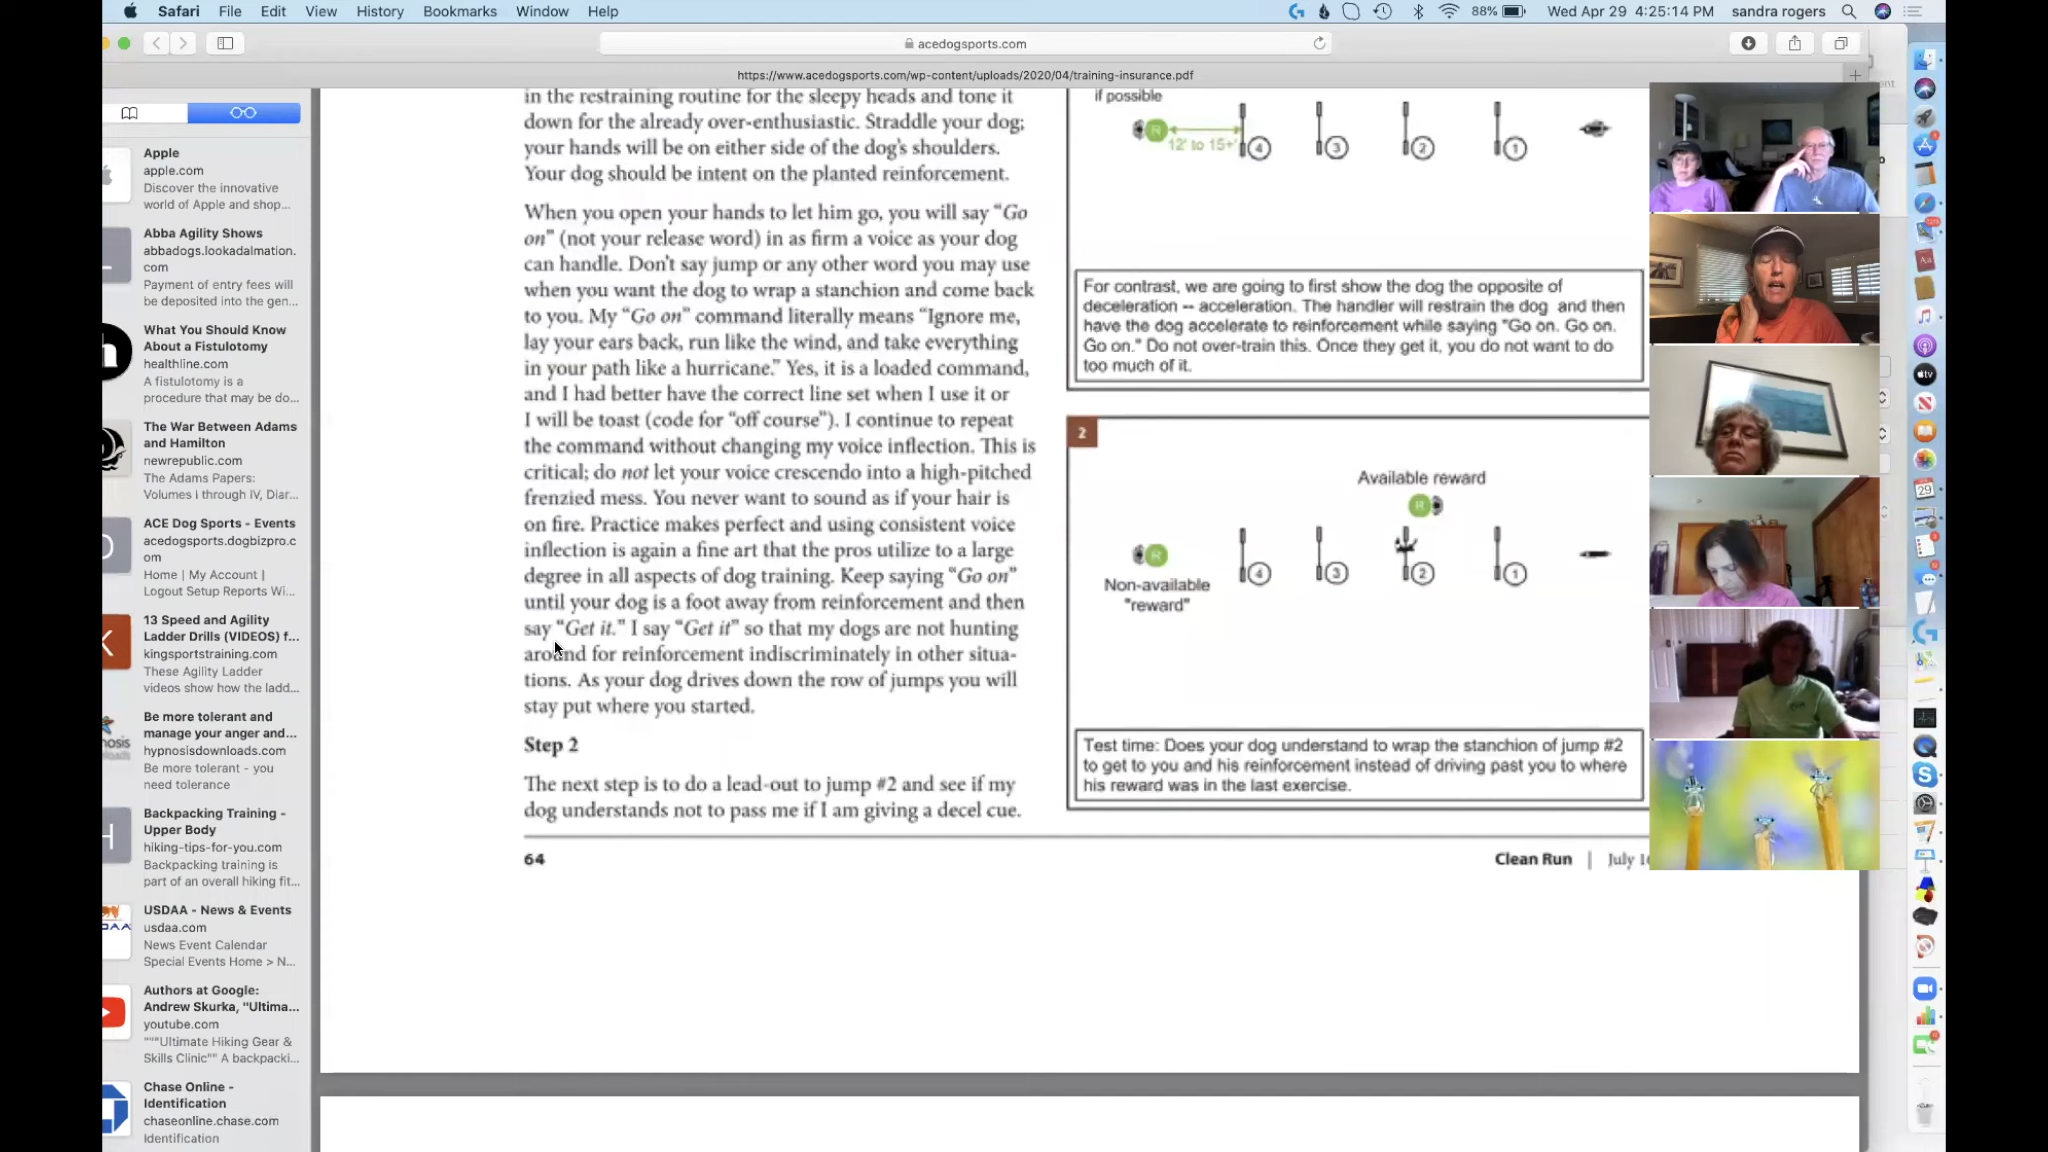 Safari File Edit View History Bookmarks Window Help
88% Wed Apr 29 4:25:14 PM sandra rogers
acedogsports.com
https://www.acedogsports.com/wp-content/uploads/2020/04/training-insurance.pdf
Apple
apple.com
Discover the innovative
world of Apple and shop...
Abba Agility Shows
abbadogs.lookadalmation.
com
Payment of entry fees will
be deposited into the gen...
What You Should Know
About a Fistulotomy
healthline.com
A fistulotomy is a
procedure that may be do...
The War Between Adams
and Hamilton
newrepublic.com
The Adams Papers:
Volumes I through IV, Diar...
ACE Dog Sports - Events
acedogsports.dogbizpro.c
om
Home | My Account |
Logout Setup Reports Wi...
13 Speed and Agility
Ladder Drills (VIDEOS) f...
kingsportstraining.com
These Agility Ladder
videos show how the ladd...
Be more tolerant and
manage your anger and...
hypnosisdownloads.com
Be more tolerant - you
need tolerance
Backpacking Training -
Upper Body
hiking-tips-for-you.com
Backpacking training is
part of an overall hiking fit...
USDAA - News & Events
usdaa.com
News Event Calendar
Special Events Home > N...
Authors at Google:
Andrew Skurka, "Ultima...
youtube.com
"""Ultimate Hiking Gear &
Skills Clinic"" A backpacki...
Chase Online -
Identification
chaseonline.chase.com
Identification
in the restraining routine for the sleepy heads and tone it
down for the already over-enthusiastic. Straddle your dog;
your hands will be on either side of the dog's shoulders.
Your dog should be intent on the planted reinforcement.
When you open your hands to let him go, you will say "Go
on" (not your release word) in as firm a voice as your dog
can handle. Don't say jump or any other word you may use
when you want the dog to wrap a stanchion and come back
to you. My "Go on" command literally means "Ignore me,
lay your ears back, run like the wind, and take everything
in your path like a hurricane." Yes, it is a loaded command,
and I had better have the correct line set when I use it or
I will be toast (code for "off course"). I continue to repeat
the command without changing my voice inflection. This is
critical; do not let your voice crescendo into a high-pitched
frenzied mess. You never want to sound as if your hair is
on fire. Practice makes perfect and using consistent voice
inflection is again a fine art that the pros utilize to a large
degree in all aspects of dog training. Keep saying "Go on"
until your dog is a foot away from reinforcement and then
say "Get it." I say "Get it" so that my dogs are not hunting
around for reinforcement indiscriminately in other situa-
tions. As your dog drives down the row of jumps you will
stay put where you started.
Step 2
The next step is to do a lead-out to jump #2 and see if my
dog understands not to pass me if I am giving a decel cue.
if possible
R
12' to 15+'
4 3 2 1
For contrast, we are going to first show the dog the opposite of
deceleration -- acceleration. The handler will restrain the dog and then
have the dog accelerate to reinforcement while saying "Go on. Go on.
Go on." Do not over-train this. Once they get it, you do not want to do
too much of it.
2
Available reward
R
R
Non-available
"reward"
4 3 2 1
Test time: Does your dog understand to wrap the stanchion of jump #2
to get to you and his reinforcement instead of driving past you to where
his reward was in the last exercise.
64
Clean Run | July